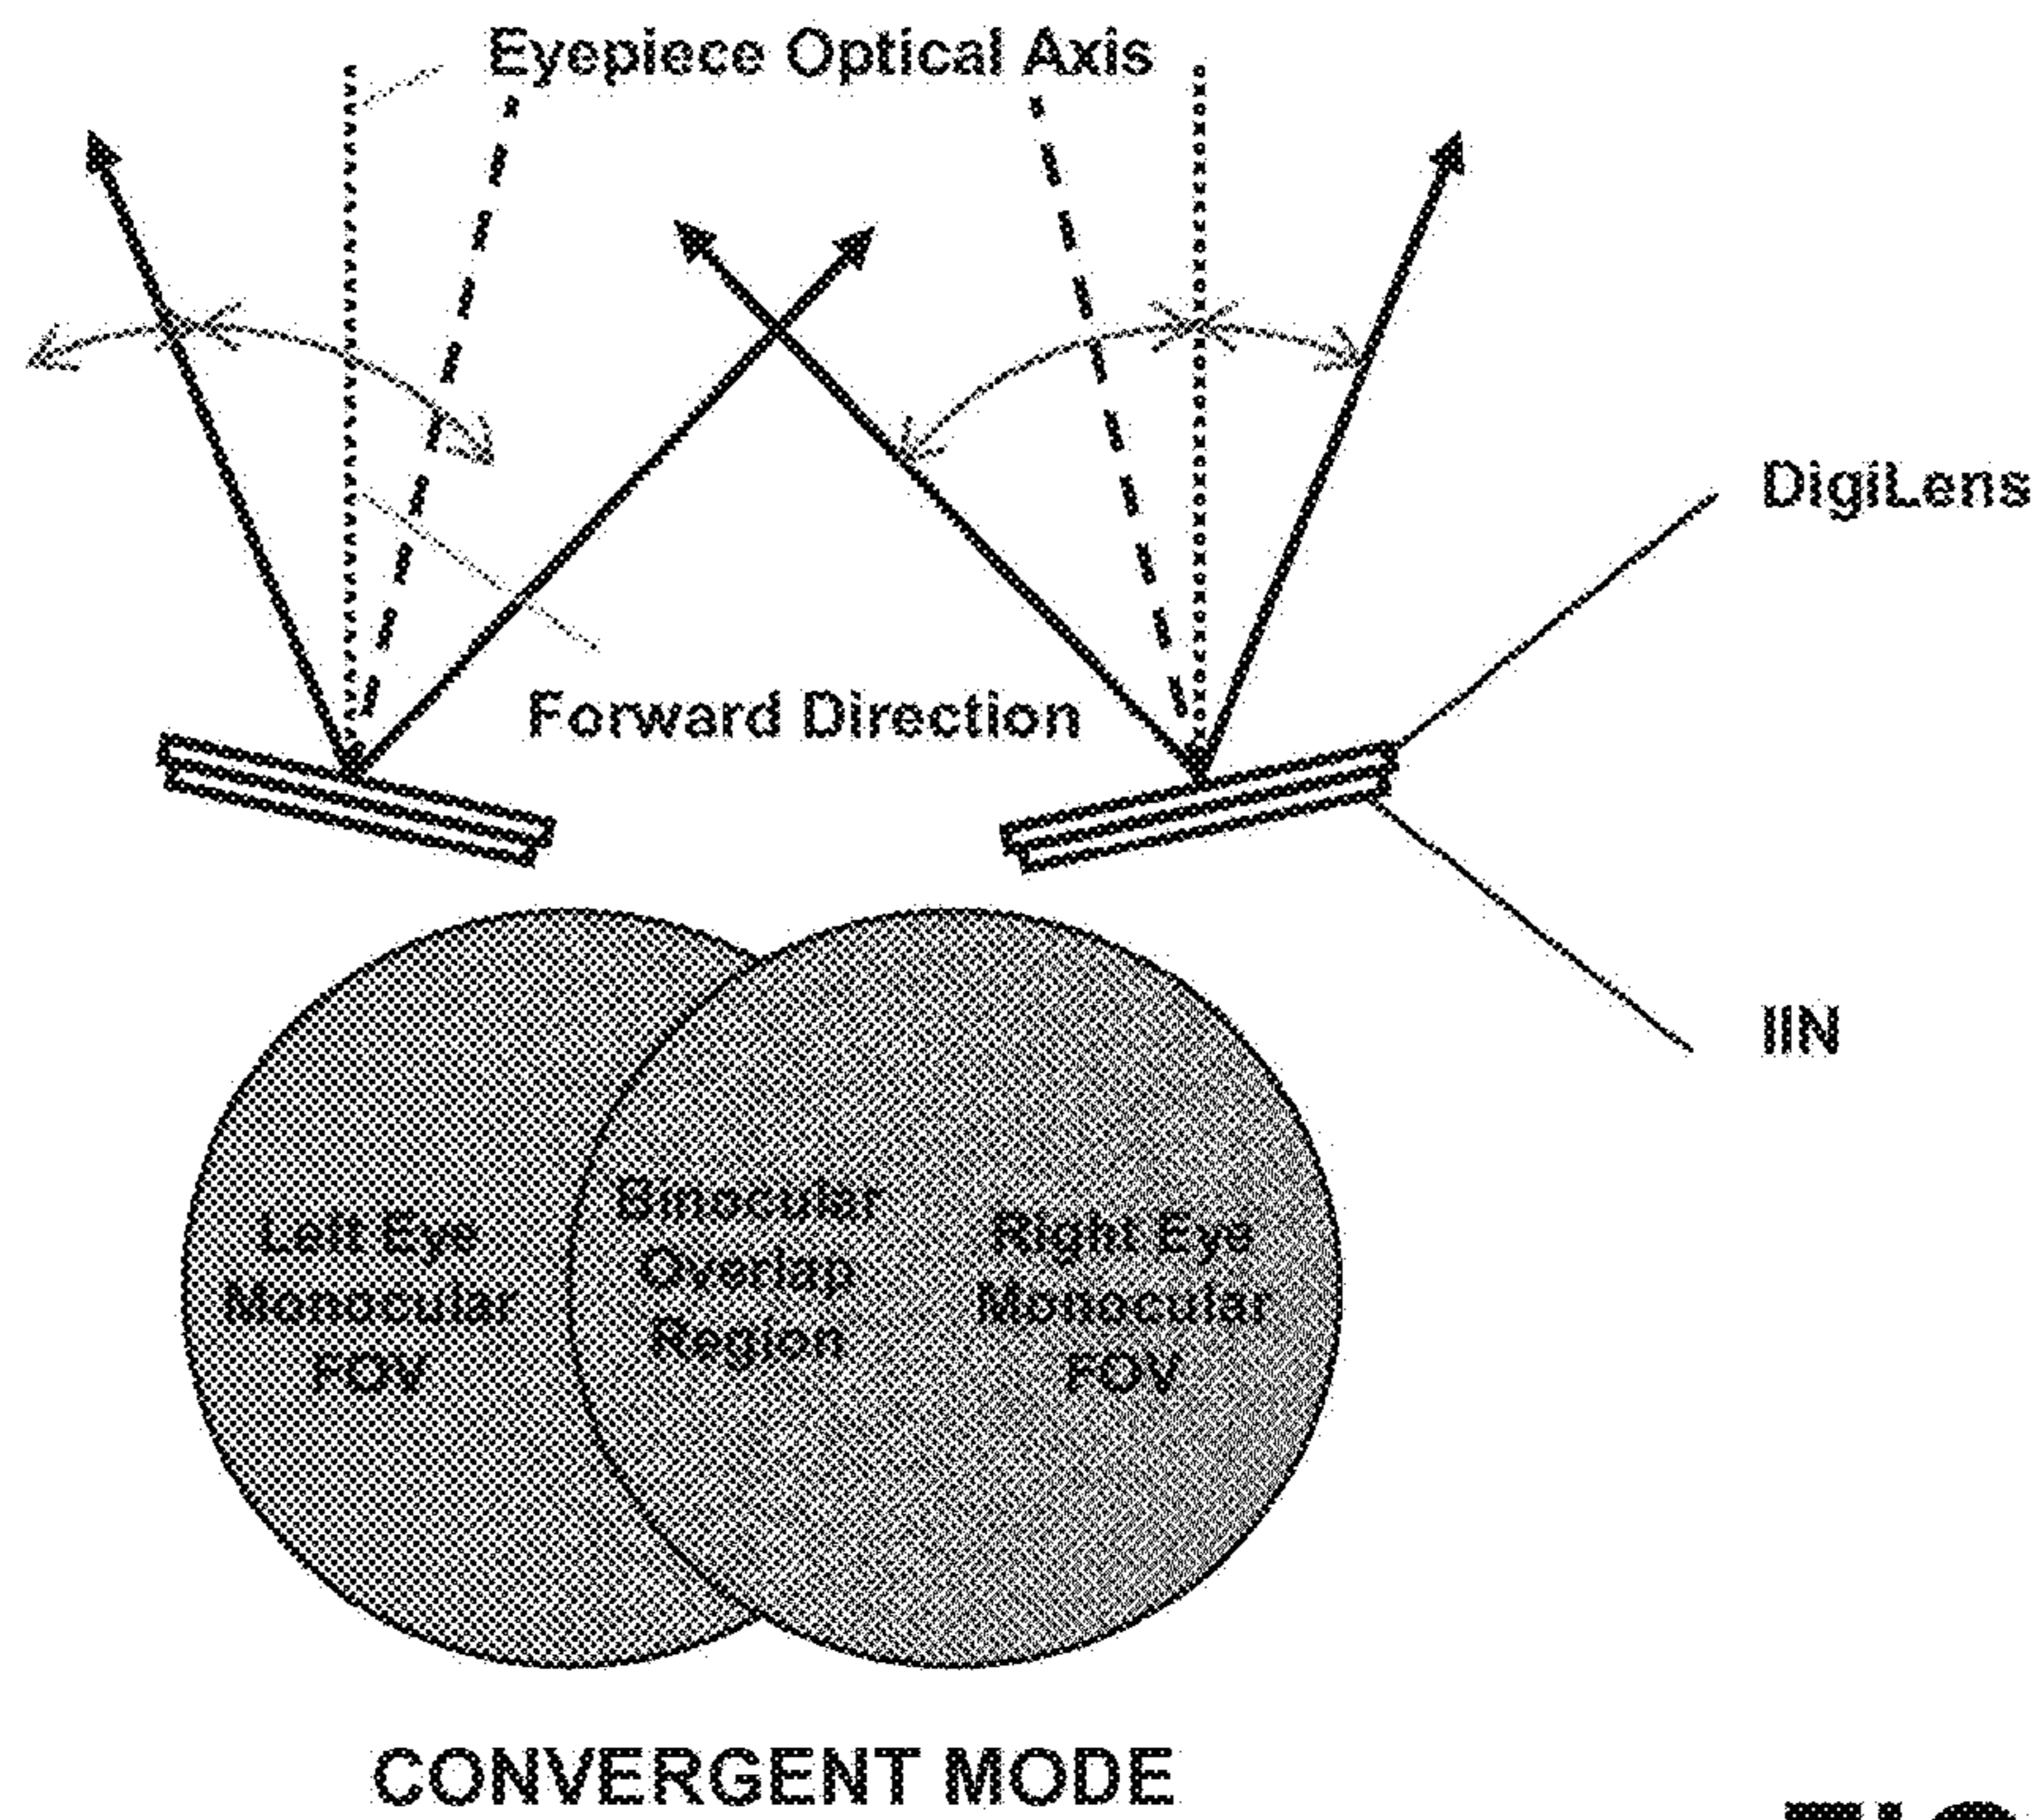 Eyepiece Optical Axis
DigiLens
Forward Direction
IIN
Left Eye
Monocular
FOV
Binocular
Overlap
Region
Right Eye
Monocular
FOV
CONVERGENT MODE